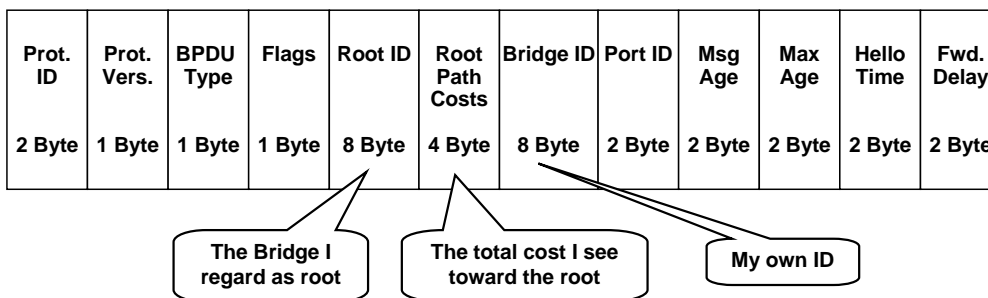 Prot. ID
2 Byte
Prot. Vers.
1 Byte
BPDU Type
1 Byte
Flags
1 Byte
Root ID
8 Byte
Root Path Costs
4 Byte
Bridge ID
8 Byte
Port ID
2 Byte
Msg Age
2 Byte
Max Age
2 Byte
Hello Time
2 Byte
Fwd. Delay
2 Byte
The Bridge I
regard as root
The total cost I see
toward the root
My own ID